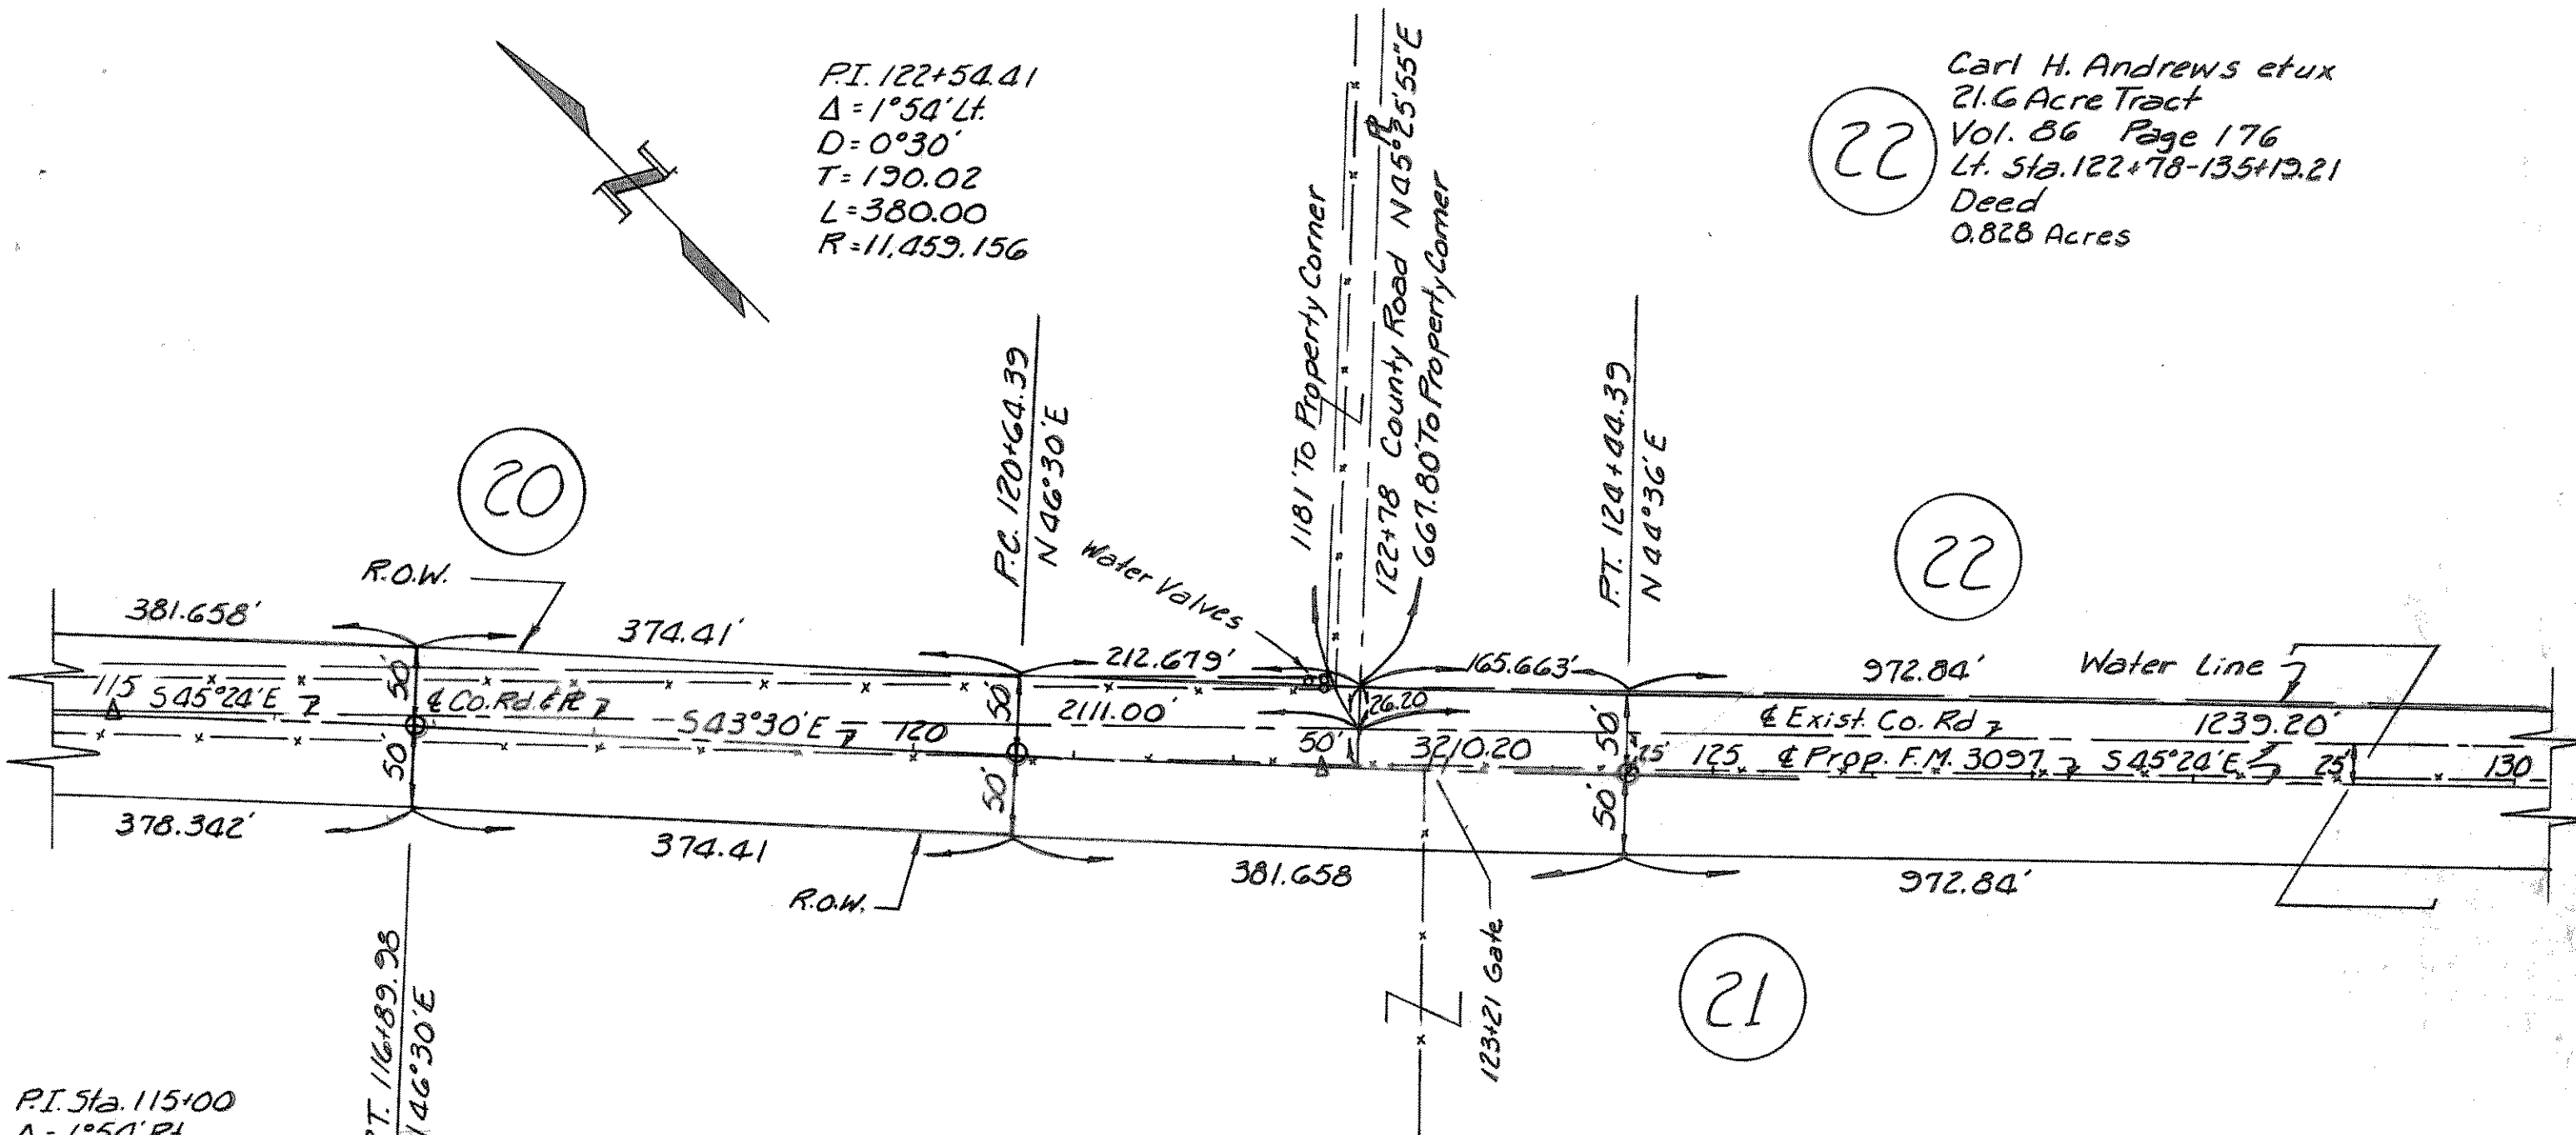 P.I. 122+54.41
Δ = 1°54' Lt.
D = 0°30'
T = 190.02
L = 380.00
R = 11,459.156
22
Carl H. Andrews etux
21.6 Acre Tract
Vol. 86 Page 176
Lt. Sta. 122+78-135+19.21
Deed
0.828 Acres
1181' To Property Corner
122+78 County Road N45°25'55"E
667.80' To Property Corner
P.C. 120+64.39
N 46°30'E
P.T. 124+44.39
N 44°36'E
20
22
Water Valves
R.O.W.
381.658'
374.41'
212.679'
165.663'
972.84'
Water Line
115
S45°24'E
50'
℄ Co. Rd. & ⅊
S43°30'E
120
50'
2111.00'
26.20
50'
℄ Exist. Co. Rd
1239.20'
50'
50'
50'
3210.20
25'
125
℄ Prop. F.M. 3097
S45°24'E
25'
130
50'
50'
378.342'
374.41
R.O.W.
381.658
972.84'
123+21 Gate
21
P.T. 116+89.98
N46°30'E
P.I. Sta. 115+00
Δ = 1°54' Rt.